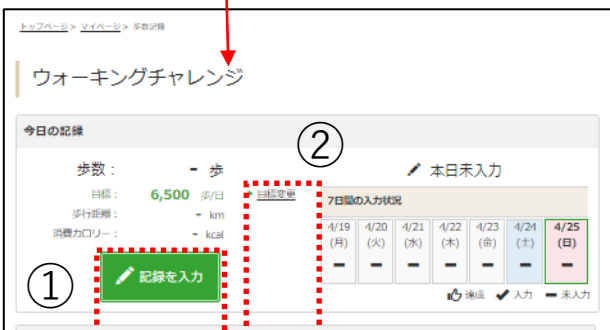 トップページ > マイページ > 歩数記録
ウォーキングチャレンジ
今日の記録
②
歩数： - 歩
目標： 6,500 歩/日
目標変更
歩行距離： - km
消費カロリー： - kcal
① 記録を入力
本日未入力
7日間の入力状況
4/19 4/20 4/21 4/22 4/23 4/24 4/25
(月) (火) (水) (木) (金) (土) (日)
- - - - - - -
達成 入力 未入力